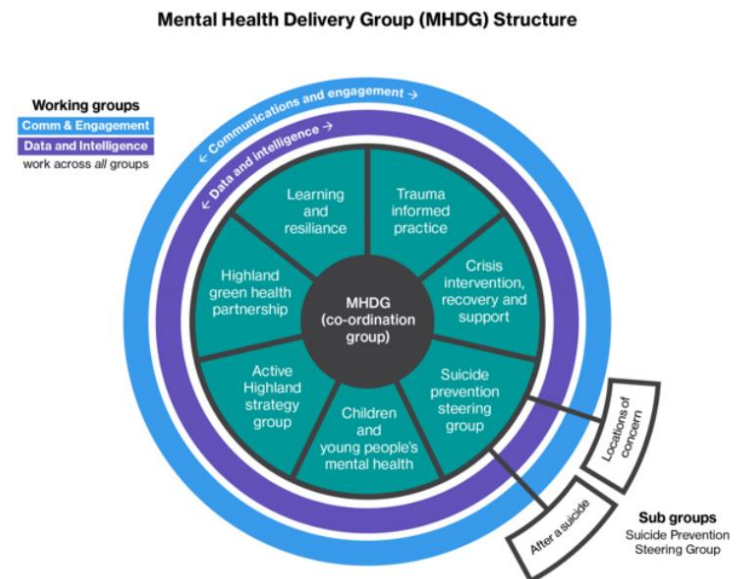 Mental Health Delivery Group (MHDG) Structure
Working groups
Comm & Engagement
Data and Intelligence
work across all groups
← Communications and engagement →
← Data and intelligence →
Learning
and
resiliance
Trauma
informed
practice
Crisis
intervention,
recovery and
support
Suicide
prevention
steering
group
Children
and
young people's
mental health
Active
Highland
strategy
group
Highland
green health
partnership
MHDG
(co-ordination
group)
Locations of
concern
After a suicide
Sub groups
Suicide Prevention
Steering Group